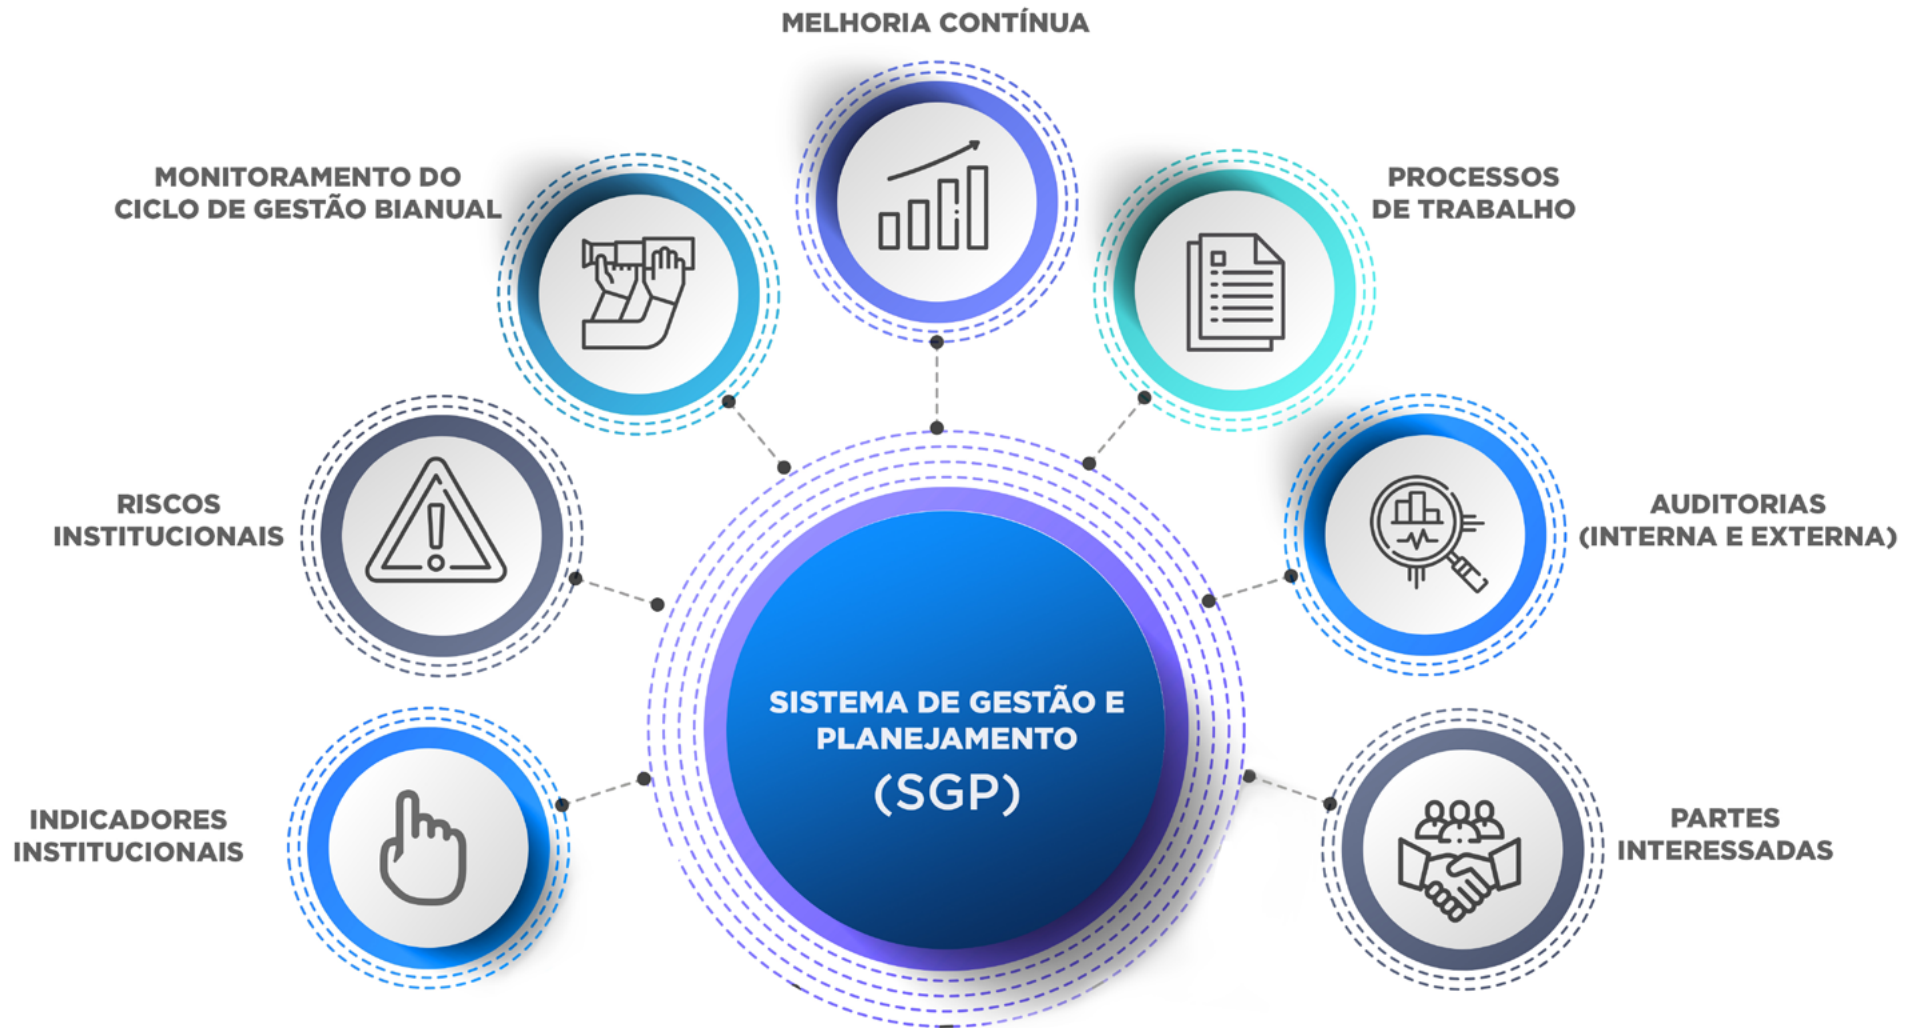 MELHORIA CONTÍNUA
MONITORAMENTO DO
CICLO DE GESTÃO BIANUAL
PROCESSOS
DE TRABALHO
RISCOS
INSTITUCIONAIS
AUDITORIAS
(INTERNA E EXTERNA)
SISTEMA DE GESTÃO E
PLANEJAMENTO
(SGP)
INDICADORES
INSTITUCIONAIS
PARTES
INTERESSADAS